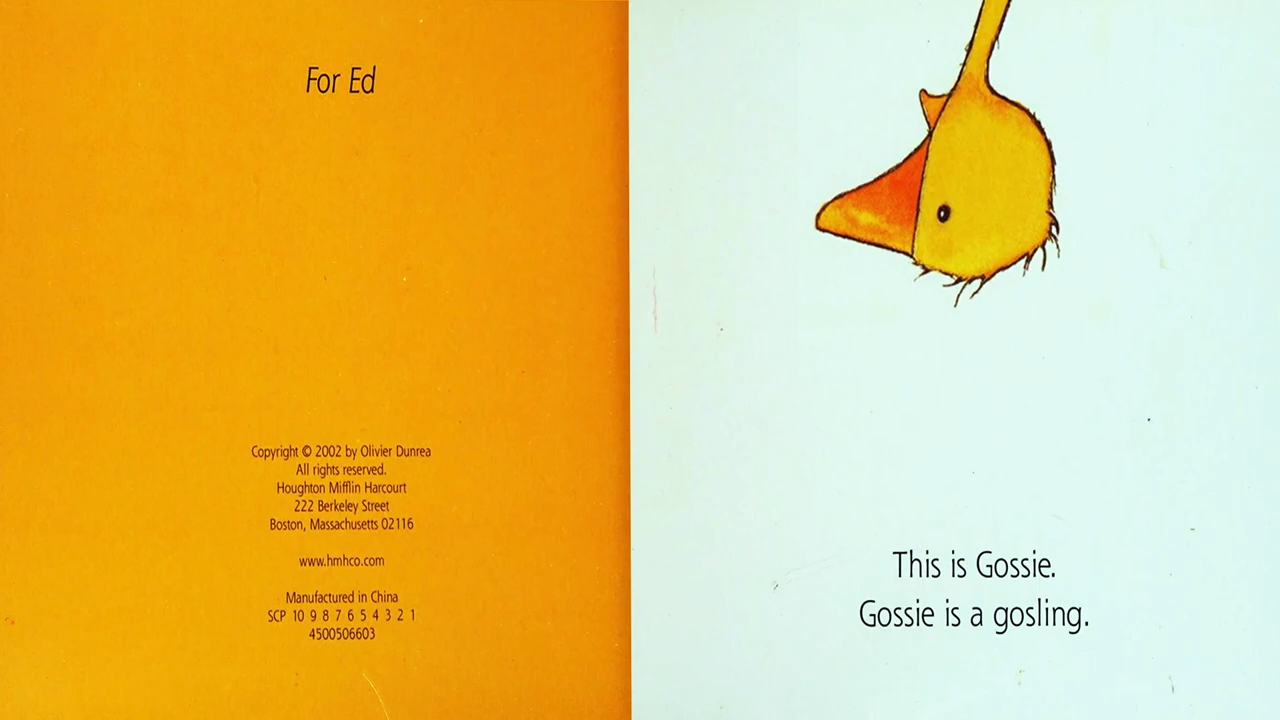 For Ed
Copyright © 2002 by Olivier Dunrea
All rights reserved.
Houghton Mifflin Harcourt
222 Berkeley Street
Boston, Massachusetts 02116
www.hmhco.com
Manufactured in China
SCP 10 9 8 7 6 5 4 3 2 1
4500506603
This is Gossie.
Gossie is a gosling.